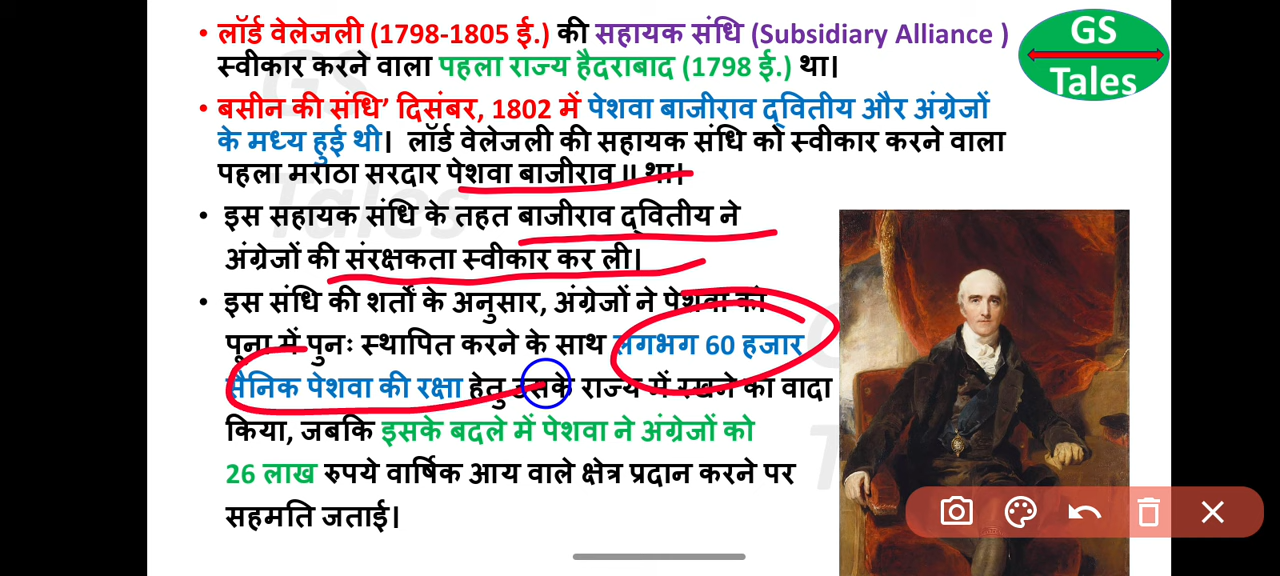 • लॉर्ड वेलेजली (1798-1805 ई.) की सहायक संधि (Subsidiary Alliance )
स्वीकार करने वाला पहला राज्य हैदराबाद (1798 ई.) था।
• बसीन की संधि’ दिसंबर, 1802 में पेशवा बाजीराव द्वितीय और अंग्रेजों
के मध्य हुई थी। लॉर्ड वेलेजली की सहायक संधि को स्वीकार करने वाला
पहला मराठा सरदार पेशवा बाजीराव II था।
• इस सहायक संधि के तहत बाजीराव द्वितीय ने
अंग्रेजों की संरक्षकता स्वीकार कर ली।
• इस संधि की शर्तों के अनुसार, अंग्रेजों ने पेशवा को
पूना में पुनः स्थापित करने के साथ लगभग 60 हजार
सैनिक पेशवा की रक्षा हेतु उसके राज्य में रखने का वादा
किया, जबकि इसके बदले में पेशवा ने अंग्रेजों को
26 लाख रुपये वार्षिक आय वाले क्षेत्र प्रदान करने पर
सहमति जताई।
GS
Tales